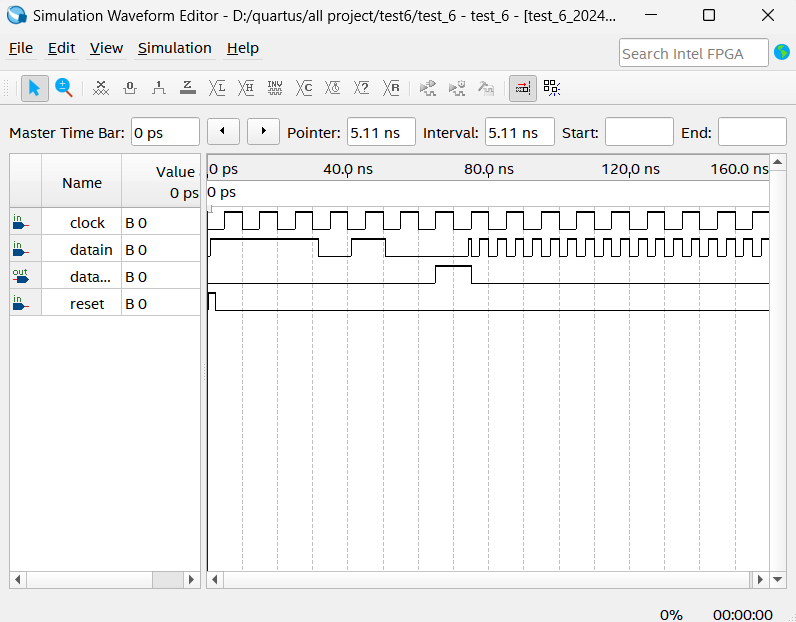 Simulation Waveform Editor - D:/quartus/all project/test6/test_6 - test_6 - [test_6_2024...
File Edit View Simulation Help
Search Intel FPGA
Master Time Bar: 0 ps Pointer: 5.11 ns Interval: 5.11 ns Start: End:
Name Value 0 ps 40.0 ns 80.0 ns 120.0 ns 160.0 ns
0 ps 0 ps
in clock B 0
in datain B 0
out data... B 0
in reset B 0
0% 00:00:00